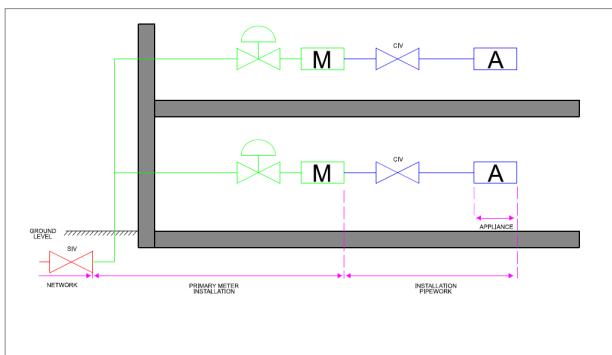 CIV
M
A
CIV
M
A
GROUND
LEVEL
SIV
APPLIANCE
NETWORK
PRIMARY METER
INSTALLATION
INSTALLATION
PIPEWORK